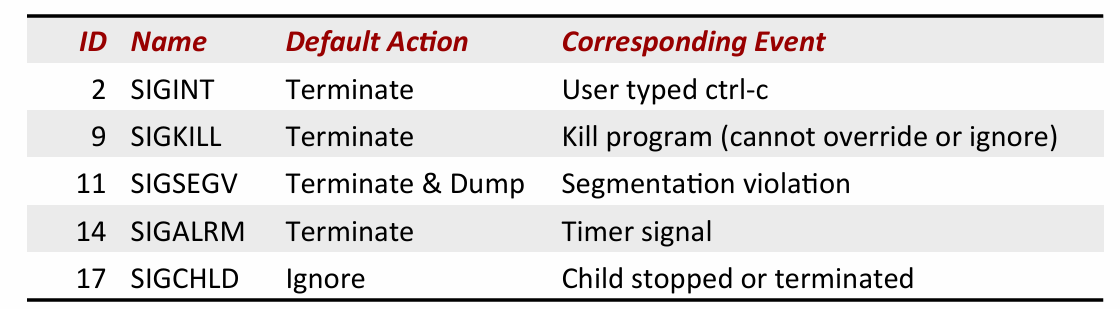 ID Name Default Action Corresponding Event
2 SIGINT Terminate User typed ctrl-c
9 SIGKILL Terminate Kill program (cannot override or ignore)
11 SIGSEGV Terminate & Dump Segmentation violation
14 SIGALRM Terminate Timer signal
17 SIGCHLD Ignore Child stopped or terminated